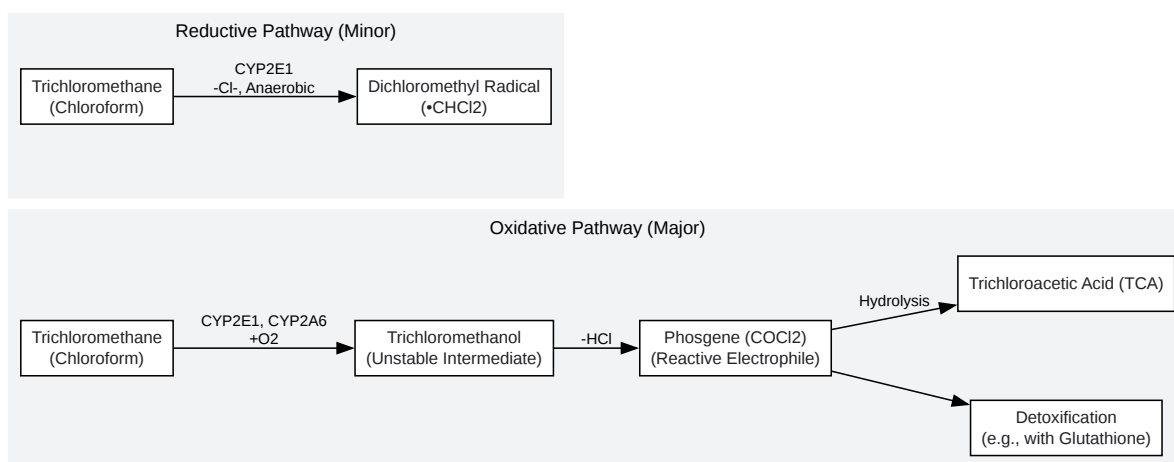 Reductive Pathway (Minor)
Trichloromethane
(Chloroform)
CYP2E1
-Cl-, Anaerobic
Dichloromethyl Radical
(•CHCl2)
Oxidative Pathway (Major)
Trichloromethane
(Chloroform)
CYP2E1, CYP2A6
+O2
Trichloromethanol
(Unstable Intermediate)
-HCl
Phosgene (COCl2)
(Reactive Electrophile)
Hydrolysis
Trichloroacetic Acid (TCA)
Detoxification
(e.g., with Glutathione)